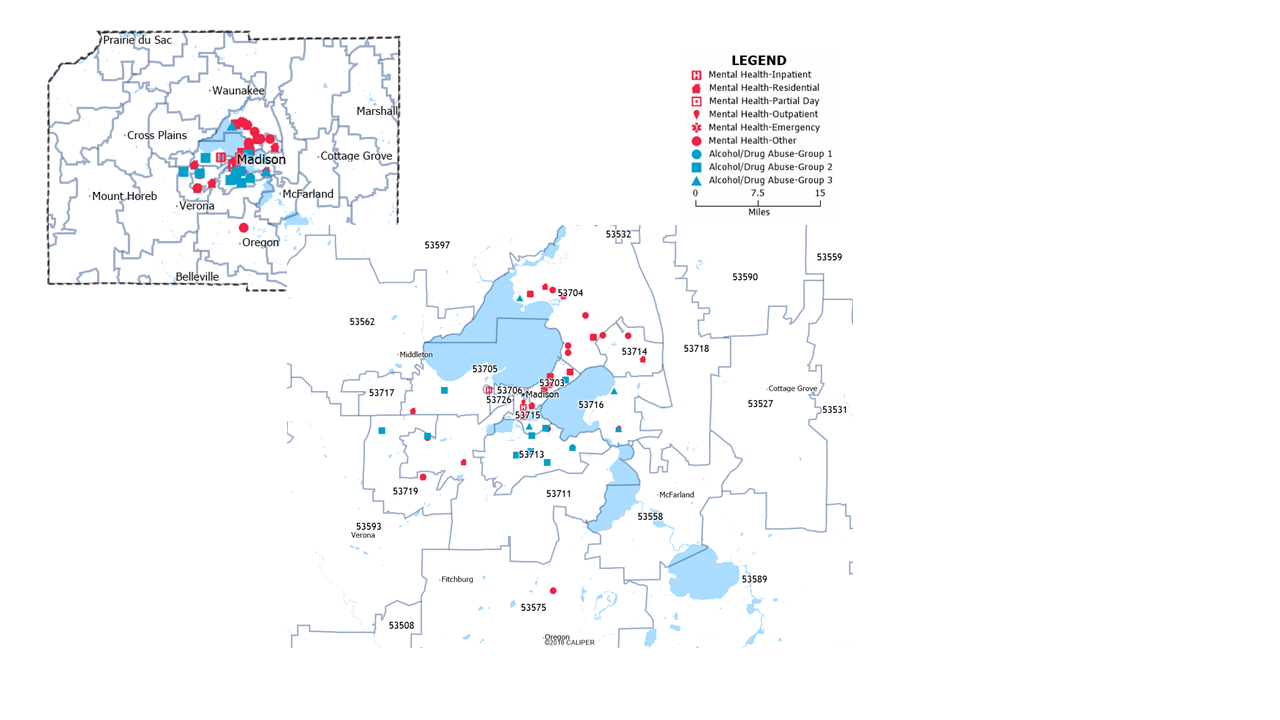 Prairie du Sac
Waunakee
Marshall
Cross Plains
Madison
Cottage Grove
Mount Horeb
McFarland
Verona
Oregon
Belleville
LEGEND
Mental Health-Inpatient
Mental Health-Residential
Mental Health-Partial Day
Mental Health-Outpatient
Mental Health-Emergency
Mental Health-Other
Alcohol/Drug Abuse-Group 1
Alcohol/Drug Abuse-Group 2
Alcohol/Drug Abuse-Group 3
0 7.5 15
Miles
53532
53597
53559
53590
53704
53562
53714
53718
Middleton
53705
53703
53717
53706
Cottage Grove
Madison
53726
53716
53527
53531
53715
53713
53719
53711
McFarland
53558
53593
Verona
Fitchburg
53589
53575
53508
Oregon
©2018 CALIPER